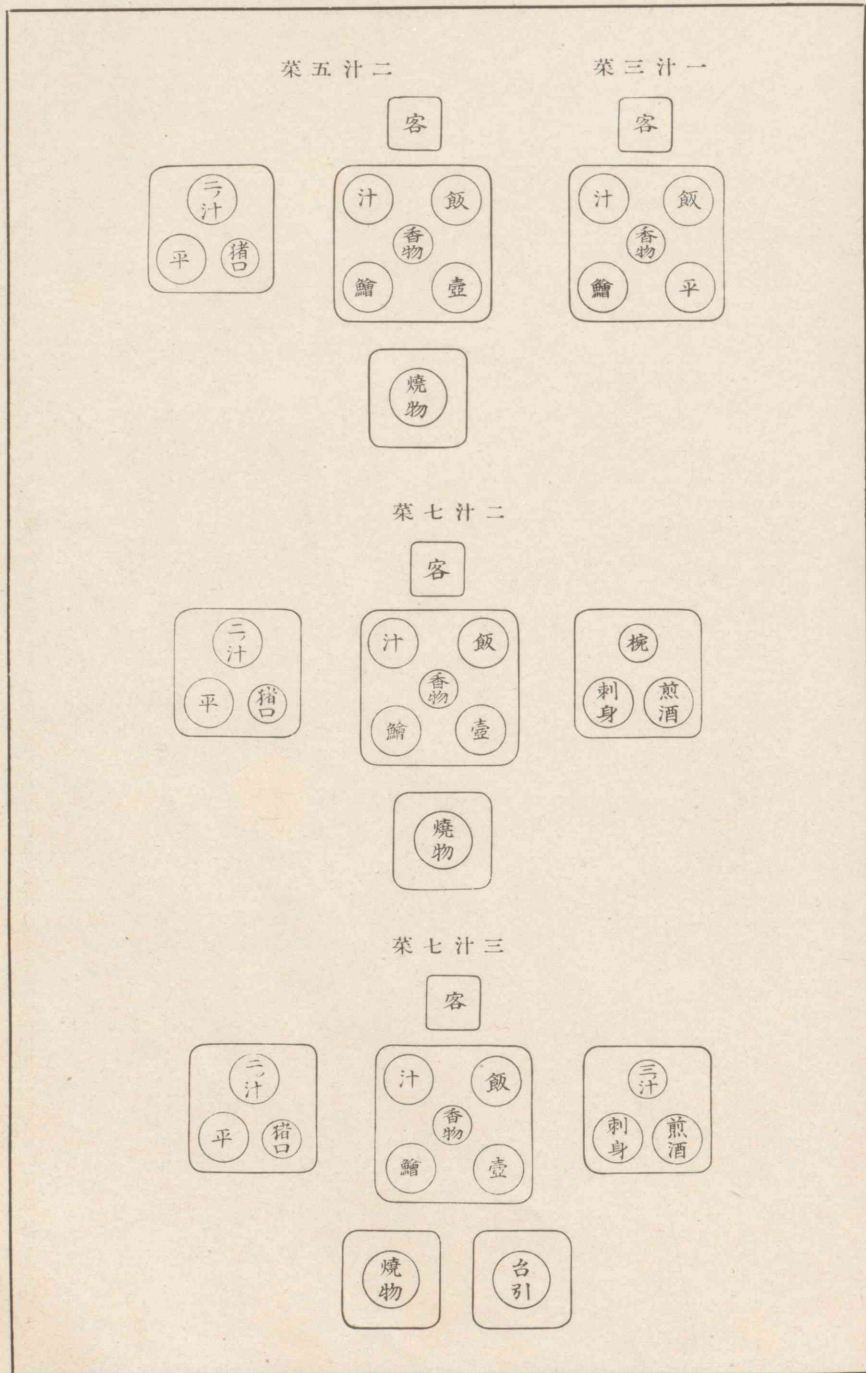 一汁三菜
客
飯
汁
香物
平
鱠
二汁五菜
客
飯
汁
香物
壺
鱠
二ノ汁
猪口
平
燒物
二汁七菜
客
椀
煎酒
刺身
飯
汁
香物
壺
鱠
二ノ汁
猪口
平
燒物
三汁七菜
客
三ノ汁
煎酒
刺身
飯
汁
香物
壺
鱠
二ノ汁
猪口
平
台引
燒物